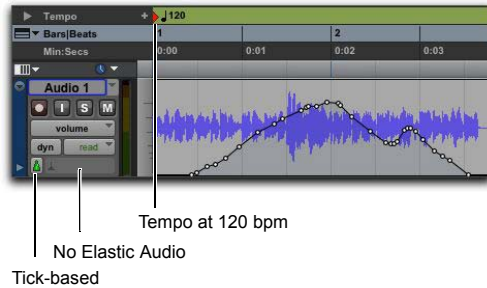 Tempo + ♩120
Bars|Beats 1 2
Min:Secs 0:00 0:01 0:02 0:03
Audio 1
I S M
volume
dyn read
Tempo at 120 bpm
No Elastic Audio
Tick-based